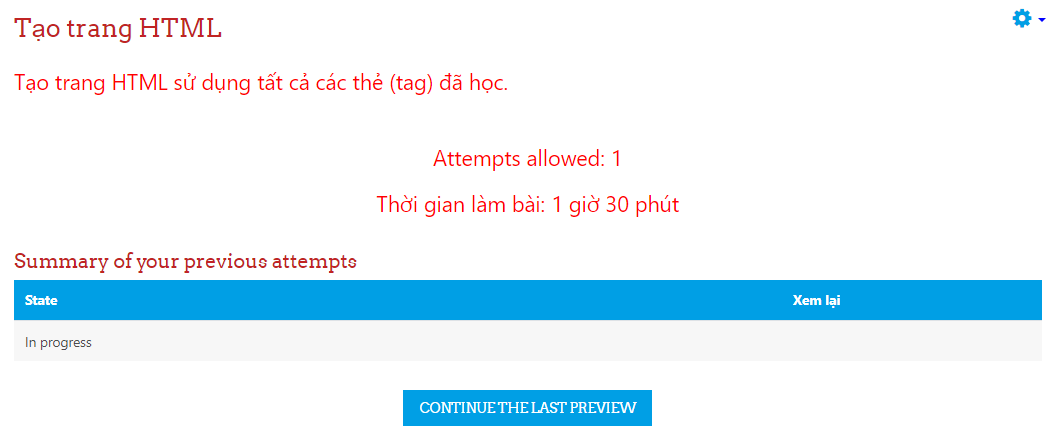 Tạo trang HTML
Tạo trang HTML sử dụng tất cả các thẻ (tag) đã học.
Attempts allowed: 1
Thời gian làm bài: 1 giờ 30 phút
Summary of your previous attempts
State Xem lại
In progress
CONTINUE THE LAST PREVIEW